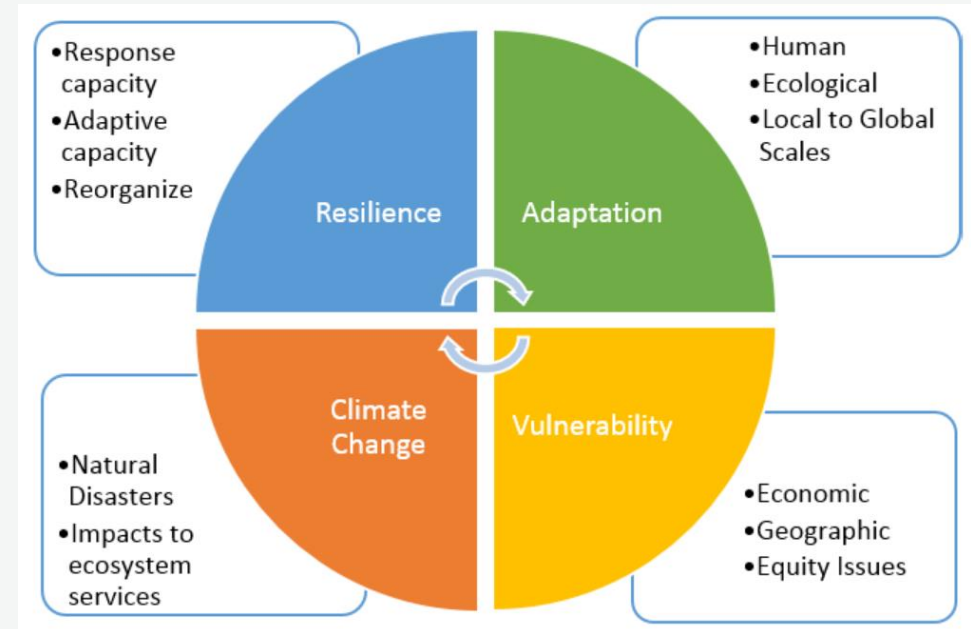 •Response
capacity
•Adaptive
capacity
•Reorganize
Resilience
•Human
•Ecological
•Local to Global
Scales
Adaptation
Climate
Change
•Natural
Disasters
•Impacts to
ecosystem
services
Vulnerability
•Economic
•Geographic
•Equity Issues